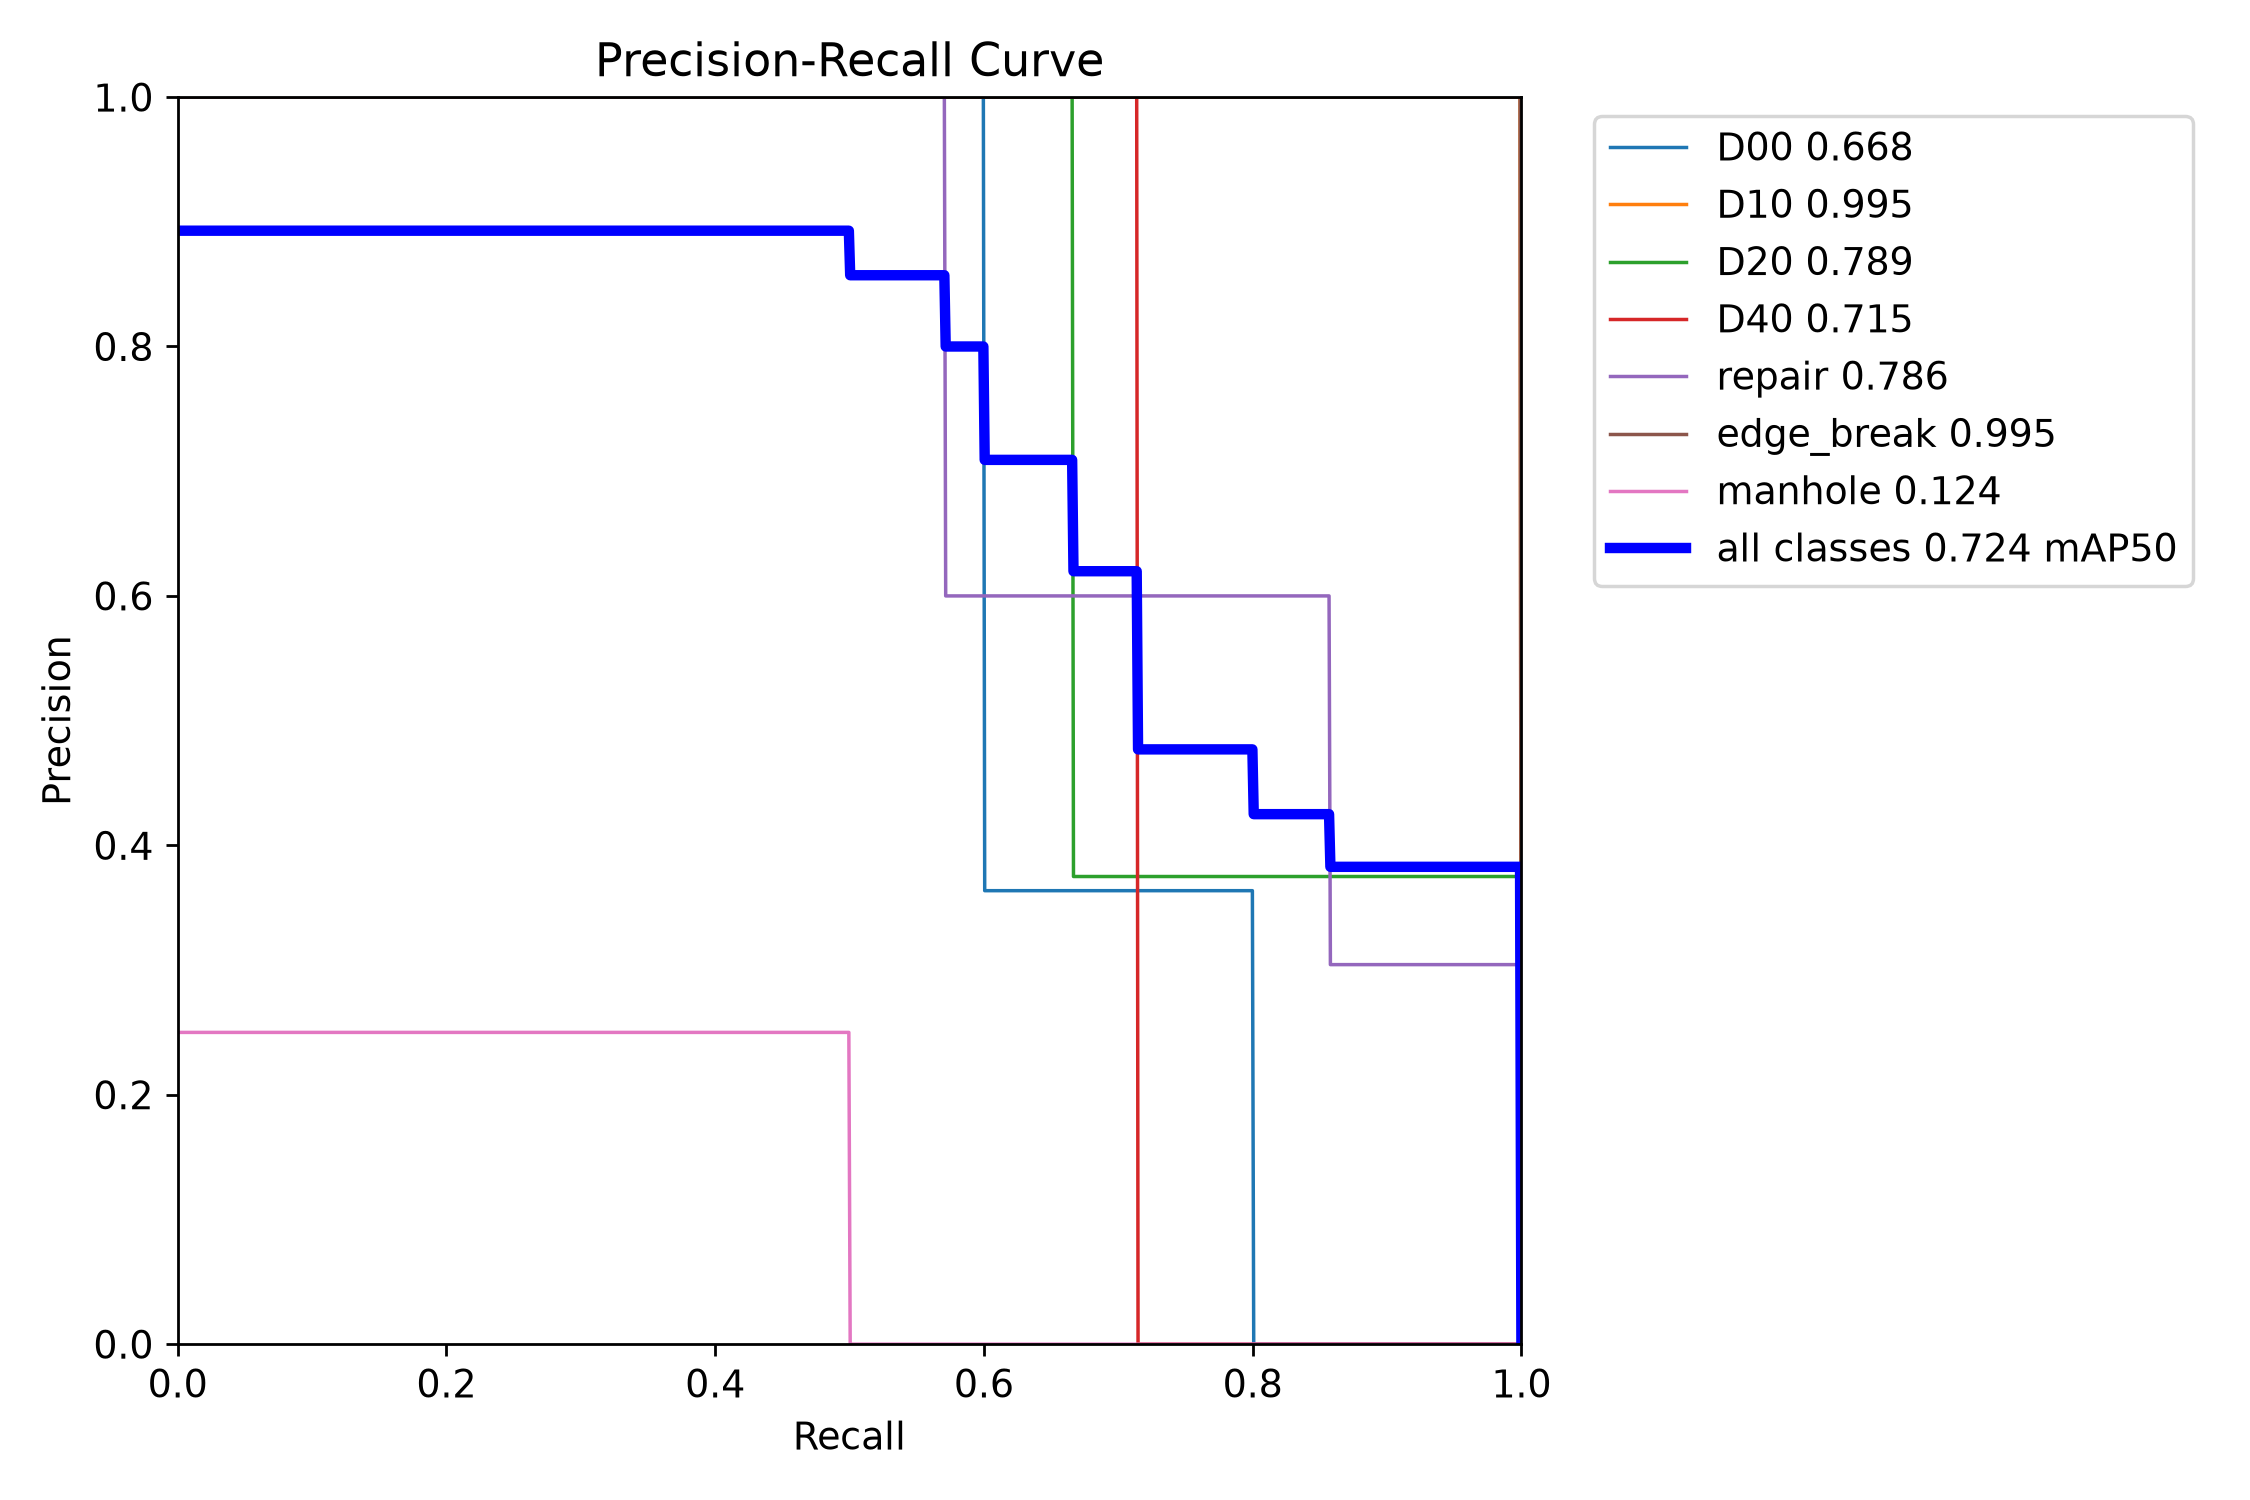 Precision-Recall Curve
1.0
0.8
0.6
0.4
0.2
0.0
Precision
0.0 0.2 0.4 0.6 0.8 1.0
Recall
D00 0.668
D10 0.995
D20 0.789
D40 0.715
repair 0.786
edge_break 0.995
manhole 0.124
all classes 0.724 mAP50